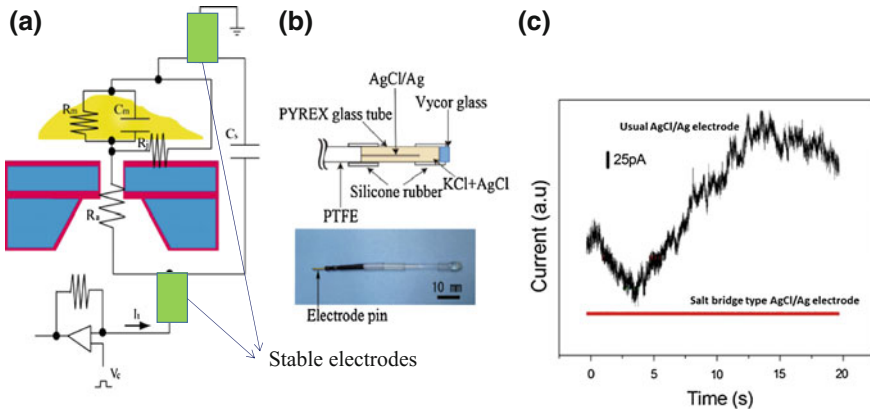 (a)
Rm
Cm
Rj
Cs
Ra
I1
Vc
Stable electrodes
(b)
AgCl/Ag
Vycor glass
PYREX glass tube
Silicone rubber
KCl+AgCl
PTFE
10 mm
Electrode pin
(c)
Usual AgCl/Ag electrode
25pA
Salt bridge type AgCl/Ag electrode
Current (a.u)
0 5 10 15 20
Time (s)